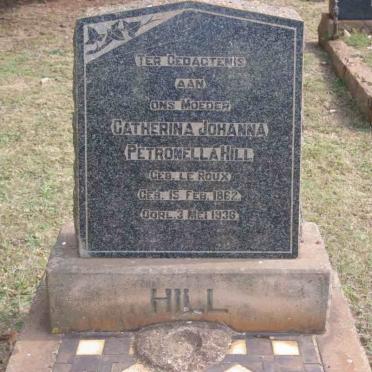 TER GEDACTENIS
AAN
ONS MOEDER
CATHERINA JOHANNA
PETRONELLA HILL
(GEB. LE ROUX)
GEB. 15 FEB. 1862
OORL. 3 MEI 1936
HILL